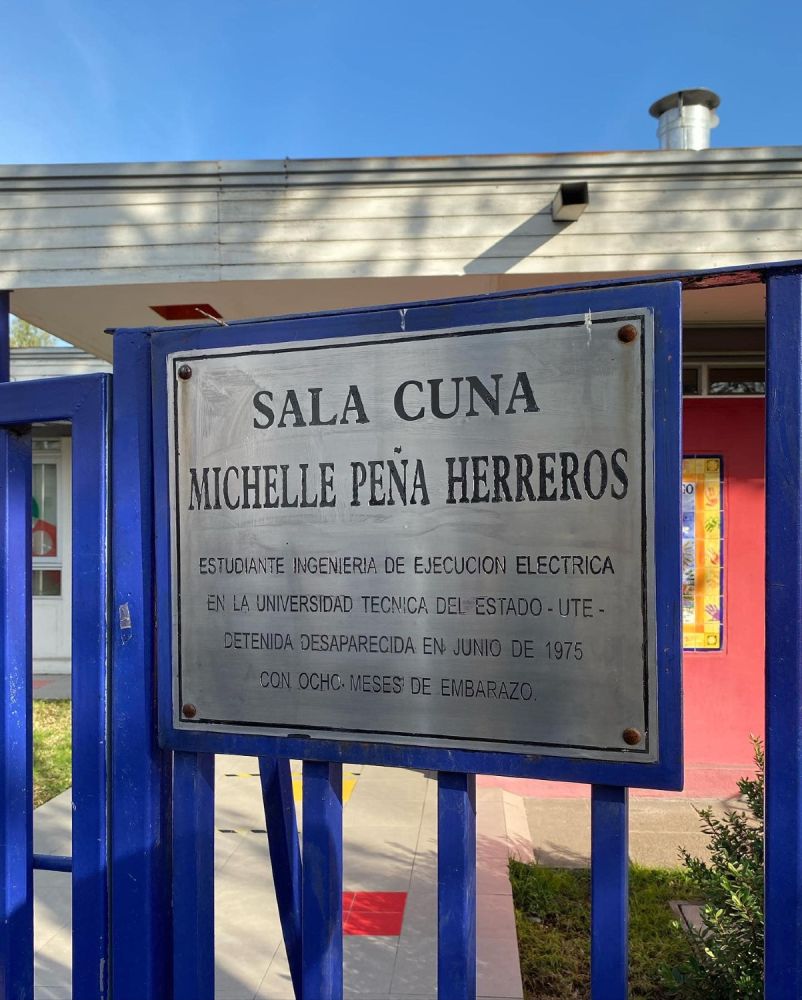 SALA CUNA
MICHELLE PEÑA HERREROS
ESTUDIANTE INGENIERIA DE EJECUCION ELECTRICA
EN LA UNIVERSIDAD TECNICA DEL ESTADO - UTE -
DETENIDA DESAPARECIDA EN JUNIO DE 1975
CON OCHO MESES DE EMBARAZO.